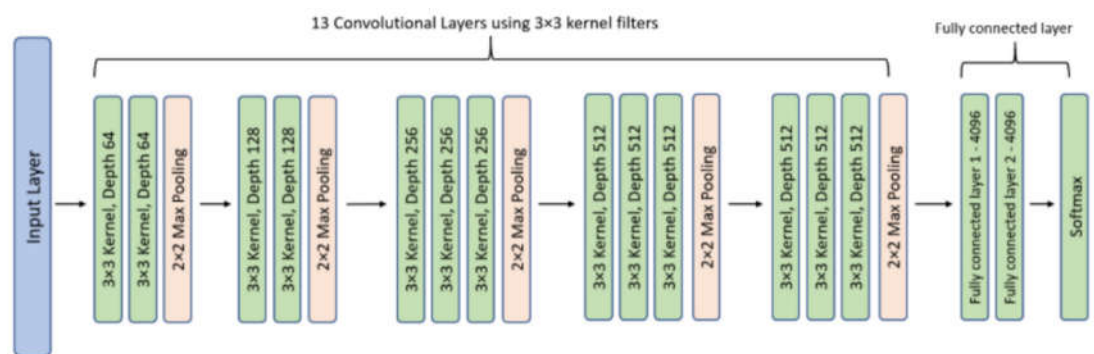 13 Convolutional Layers using 3×3 kernel filters
Fully connected layer
Input Layer
3×3 Kernel, Depth 64
3×3 Kernel, Depth 64
2×2 Max Pooling
3×3 Kernel, Depth 128
3×3 Kernel, Depth 128
2×2 Max Pooling
3×3 Kernel, Depth 256
3×3 Kernel, Depth 256
3×3 Kernel, Depth 256
2×2 Max Pooling
3×3 Kernel, Depth 512
3×3 Kernel, Depth 512
3×3 Kernel, Depth 512
2×2 Max Pooling
3×3 Kernel, Depth 512
3×3 Kernel, Depth 512
3×3 Kernel, Depth 512
2×2 Max Pooling
Fully connected layer 1 - 4096
Fully connected layer 2 - 4096
Softmax